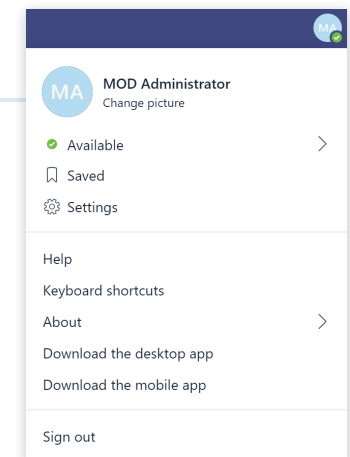 MA
MA
MOD Administrator
Change picture
Available
Saved
Settings
Help
Keyboard shortcuts
About
Download the desktop app
Download the mobile app
Sign out